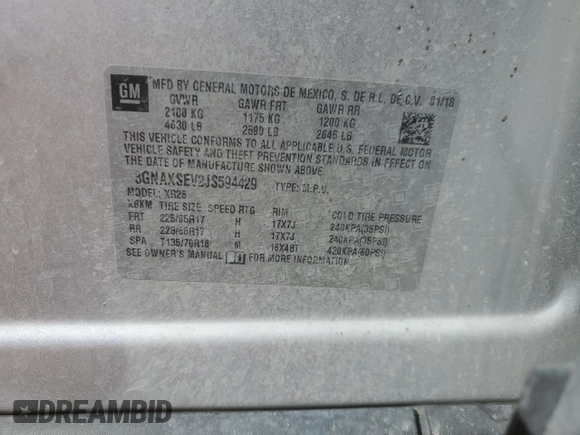 GM
MFD BY GENERAL MOTORS DE MEXICO, S. DE R.L. DE C.V. 01/18
GVWR GAWR FRT GAWR RR
2100 KG 1175 KG 1200 KG
4630 LB 2590 LB 2646 LB
THIS VEHICLE CONFORMS TO ALL APPLICABLE U.S. FEDERAL MOTOR
VEHICLE SAFETY AND THEFT PREVENTION STANDARDS IN EFFECT ON
THE DATE OF MANUFACTURE SHOWN ABOVE.
3GNAXSEV2JS594429 TYPE: M.P.V.
MODEL: XR26
X6KM TIRE SIZE SPEED RTG RIM COLD TIRE PRESSURE
FRT 225/65R17 H 17X7J 240KPA(35PSI)
RR 225/65R17 H 17X7J 240KPA(35PSI)
SPA T135/70R16 M 16X4BT 420KPA(60PSI)
SEE OWNER'S MANUAL FOR MORE INFORMATION.
DREAMBID